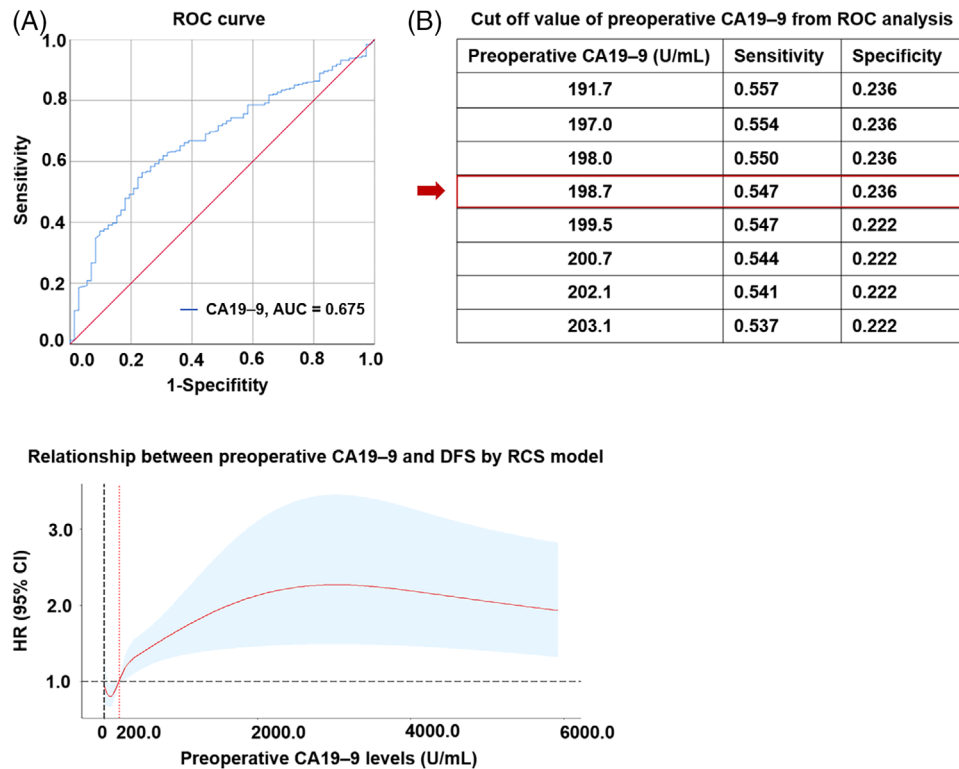 (A)
ROC curve
1.0
0.8
0.6
0.4
0.2
0.0
Sensitivity
CA19–9, AUC = 0.675
0.0 0.2 0.4 0.6 0.8 1.0
1-Specifitity
(B) Cut off value of preoperative CA19–9 from ROC analysis
Preoperative CA19–9 (U/mL) Sensitivity Specificity
191.7 0.557 0.236
197.0 0.554 0.236
198.0 0.550 0.236
198.7 0.547 0.236
199.5 0.547 0.222
200.7 0.544 0.222
202.1 0.541 0.222
203.1 0.537 0.222
Relationship between preoperative CA19–9 and DFS by RCS model
3.0
2.0
1.0
HR (95% CI)
0 200.0 2000.0 4000.0 6000.0
Preoperative CA19–9 levels (U/mL)